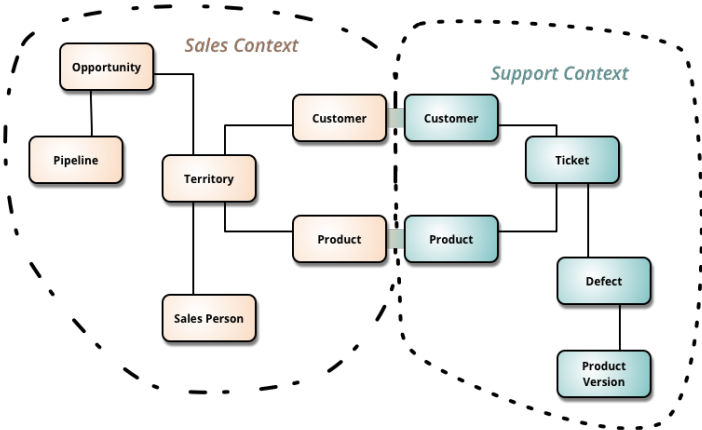 Sales Context
Opportunity
Support Context
Customer
Customer
Pipeline
Ticket
Territory
Product
Product
Defect
Sales Person
Product
Version